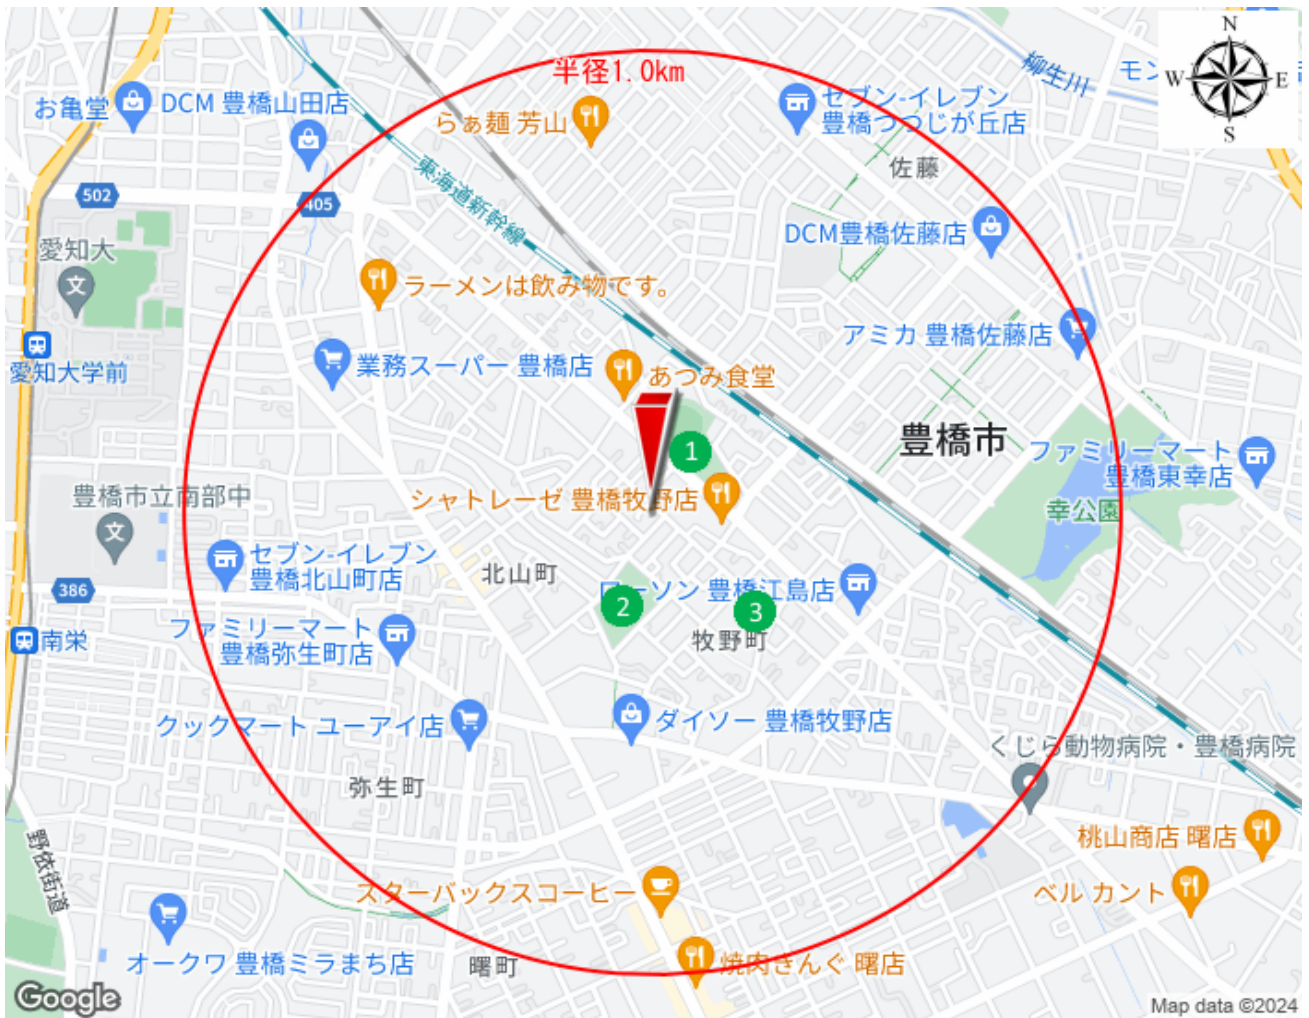 半径1.0km
N
W
E
S
柳生川
モン
お亀堂
DCM 豊橋山田店
らぁ麺 芳山
セブン-イレブン
豊橋つつじが丘店
佐藤
東海道新幹線
502
405
愛知大
DCM豊橋佐藤店
ラーメンは飲み物です。
アミカ 豊橋佐藤店
愛知大学前
業務スーパー 豊橋店
あつみ食堂
豊橋市
1
ファミリーマート
豊橋東幸店
豊橋市立南部中
文
文
シャトレーゼ 豊橋牧野店
幸公園
セブン-イレブン
豊橋北山町店
北山町
386
ローソン 豊橋江島店
2
3
南栄
ファミリーマート
豊橋弥生町店
牧野町
クックマート ユーアイ店
ダイソー 豊橋牧野店
くじら動物病院・豊橋病院
弥生町
野依街道
桃山商店 曙店
スターバックスコーヒー
ベル カント
オークワ 豊橋ミラまち店
曙町
焼肉きんぐ 曙店
Google
Map data ©2024